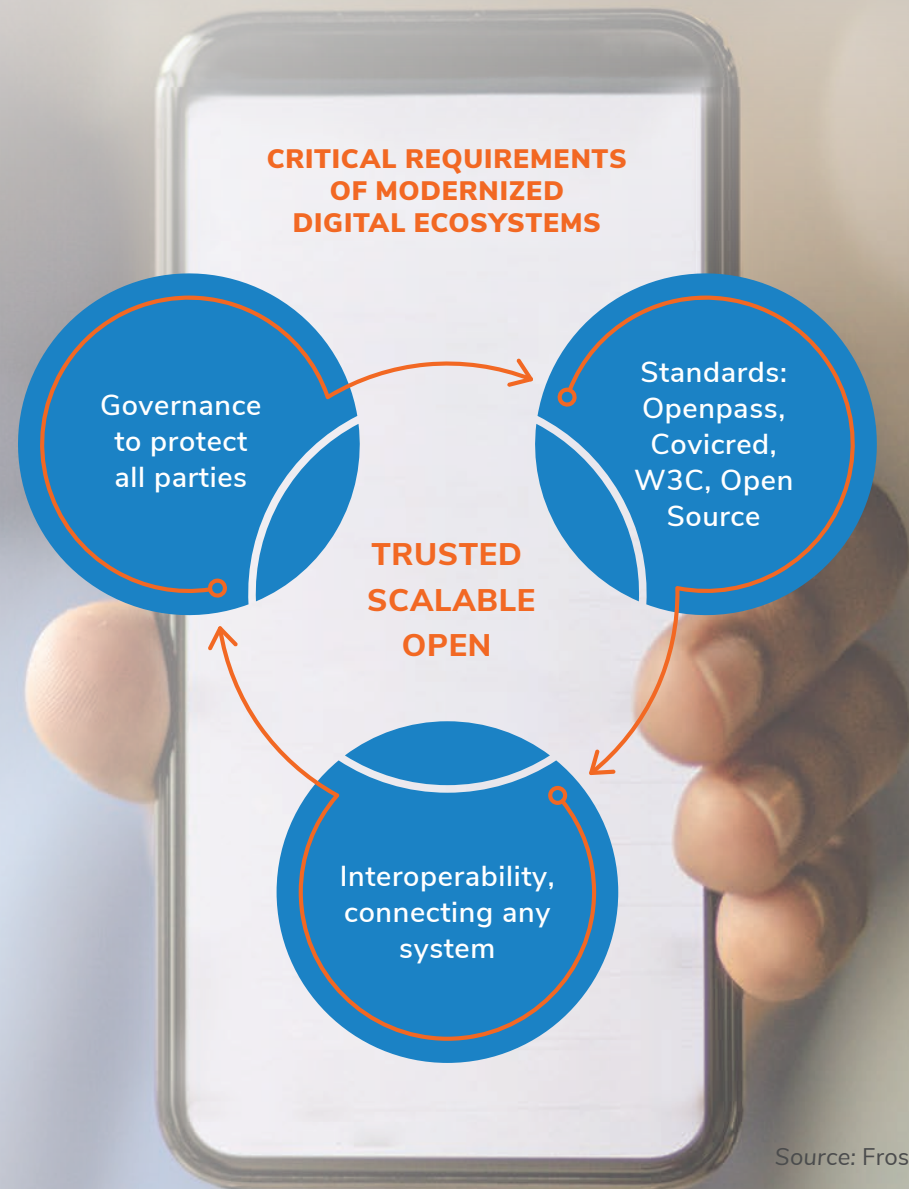 CRITICAL REQUIREMENTS
OF MODERNIZED
DIGITAL ECOSYSTEMS
Governance
to protect
all parties
Standards:
Openpass,
Covicred,
W3C, Open
Source
TRUSTED
SCALABLE
OPEN
Interoperability,
connecting any
system
Source: